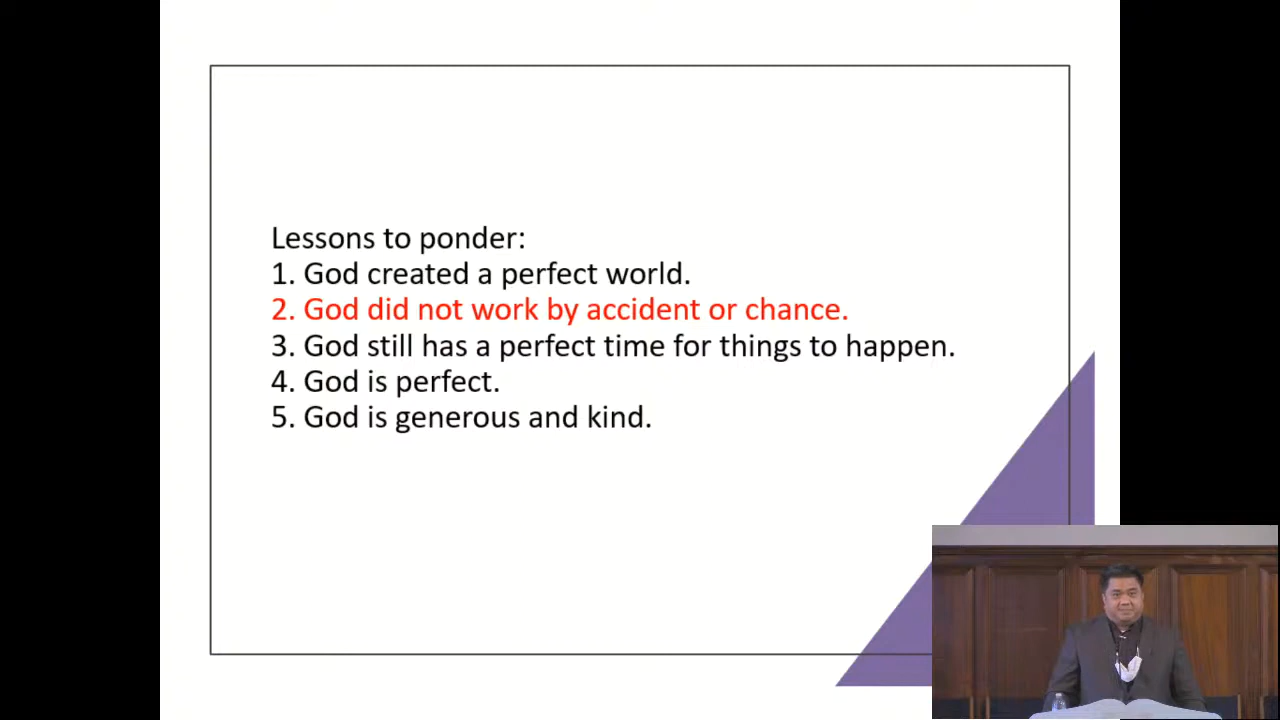 Lessons to ponder:
1. God created a perfect world.
2. God did not work by accident or chance.
3. God still has a perfect time for things to happen.
4. God is perfect.
5. God is generous and kind.